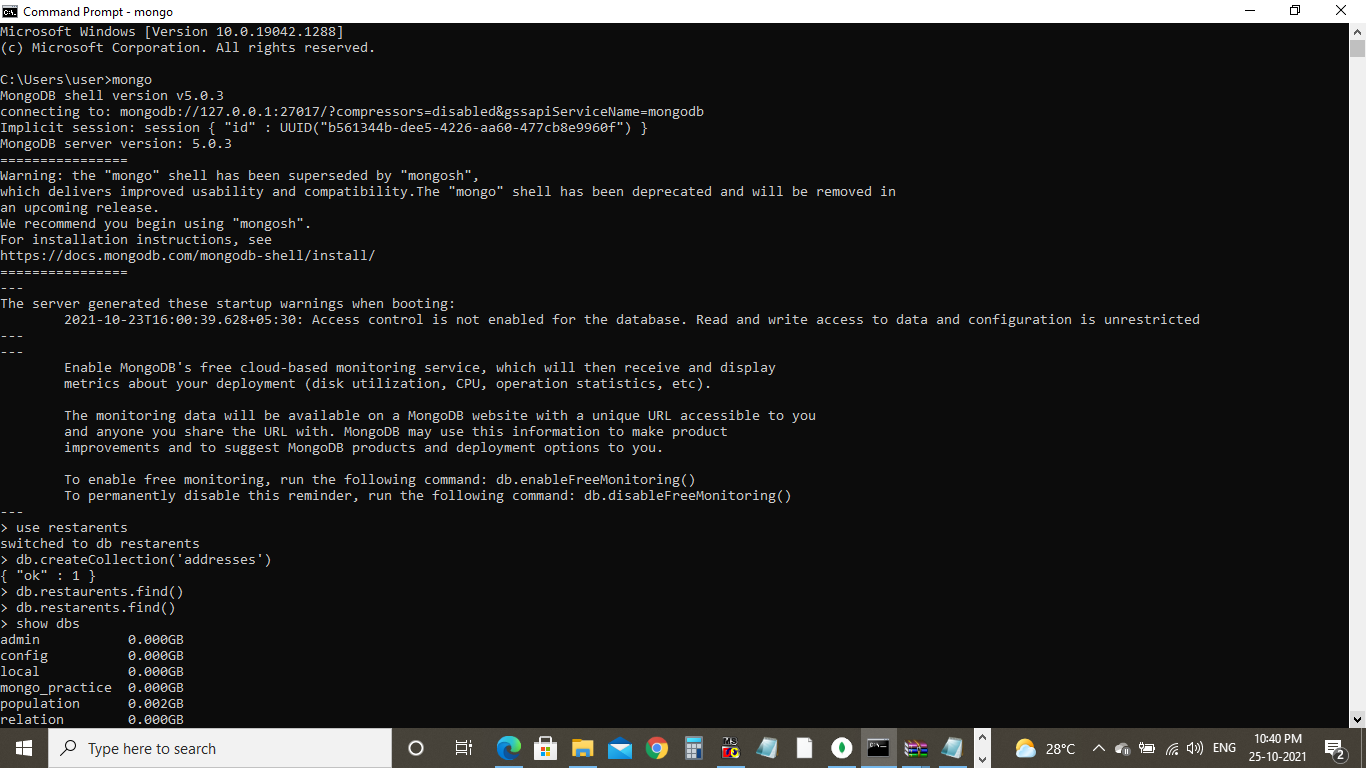 Command Prompt - mongo
Microsoft Windows [Version 10.0.19042.1288]
(c) Microsoft Corporation. All rights reserved.
C:\Users\user>mongo
MongoDB shell version v5.0.3
connecting to: mongodb://127.0.0.1:27017/?compressors=disabled&gssapiServiceName=mongodb
Implicit session: session { "id" : UUID("b561344b-dee5-4226-aa60-477cb8e9960f") }
MongoDB server version: 5.0.3
================
Warning: the "mongo" shell has been superseded by "mongosh",
which delivers improved usability and compatibility.The "mongo" shell has been deprecated and will be removed in
an upcoming release.
We recommend you begin using "mongosh".
For installation instructions, see
https://docs.mongodb.com/mongodb-shell/install/
================
---
The server generated these startup warnings when booting:
        2021-10-23T16:00:39.628+05:30: Access control is not enabled for the database. Read and write access to data and configuration is unrestricted
---
---
        Enable MongoDB's free cloud-based monitoring service, which will then receive and display
        metrics about your deployment (disk utilization, CPU, operation statistics, etc).
        The monitoring data will be available on a MongoDB website with a unique URL accessible to you
        and anyone you share the URL with. MongoDB may use this information to make product
        improvements and to suggest MongoDB products and deployment options to you.
        To enable free monitoring, run the following command: db.enableFreeMonitoring()
        To permanently disable this reminder, run the following command: db.disableFreeMonitoring()
---
> use restarents
switched to db restarents
> db.createCollection('addresses')
{ "ok" : 1 }
> db.restaurents.find()
> db.restarents.find()
> show dbs
admin           0.000GB
config          0.000GB
local           0.000GB
mongo_practice  0.000GB
population      0.002GB
relation        0.000GB
Type here to search
28°C
ENG
10:40 PM
25-10-2021
2